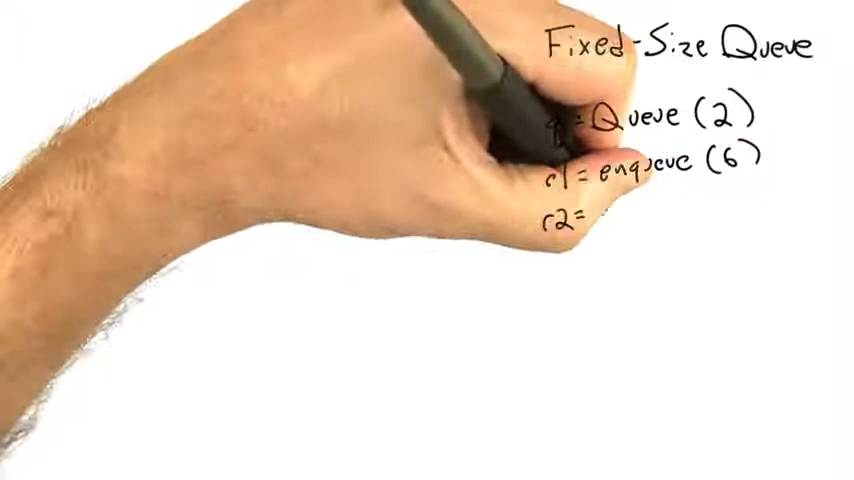 Fixed-Size Queue
q = Queue (2)
r1 = enqueue (6)
r2 =